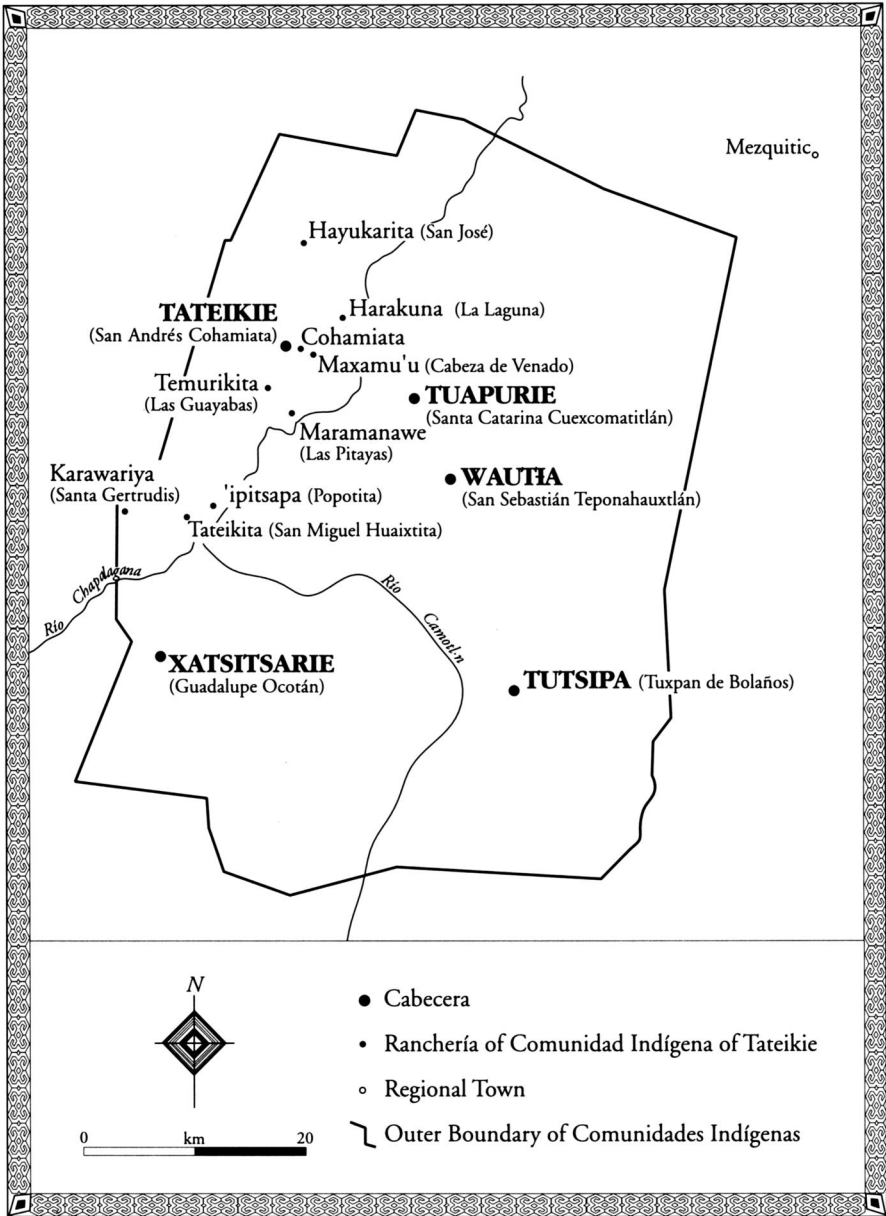 Mezquitic
Hayukarita (San José)
TATEIKIE
(San Andrés Cohamiata)
Harakuna (La Laguna)
Cohamiata
Maxamu'u (Cabeza de Venado)
Temurikita
(Las Guayabas)
TUAPURIE
(Santa Catarina Cuexcomatitlán)
Maramanawe
(Las Pitayas)
Karawariya
(Santa Gertrudis)
WAUTƗA
(San Sebastián Teponahauxtlán)
'ipitsapa (Popotita)
Tateikita (San Miguel Huaixtita)
Río Chapalagana
Río Camotl·n
XATSITSARIE
(Guadalupe Ocotán)
TUTSIPA (Tuxpan de Bolaños)
N
0 km 20
Cabecera
Ranchería of Comunidad Indígena of Tateikie
Regional Town
Outer Boundary of Comunidades Indígenas